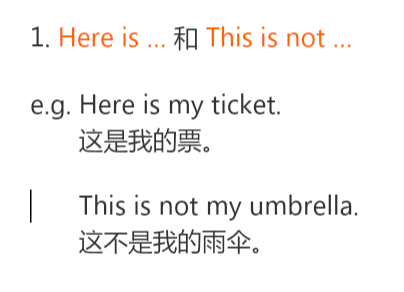 1. Here is ... 和 This is not ...
e.g. Here is my ticket.
这是我的票。
This is not my umbrella.
这不是我的雨伞。